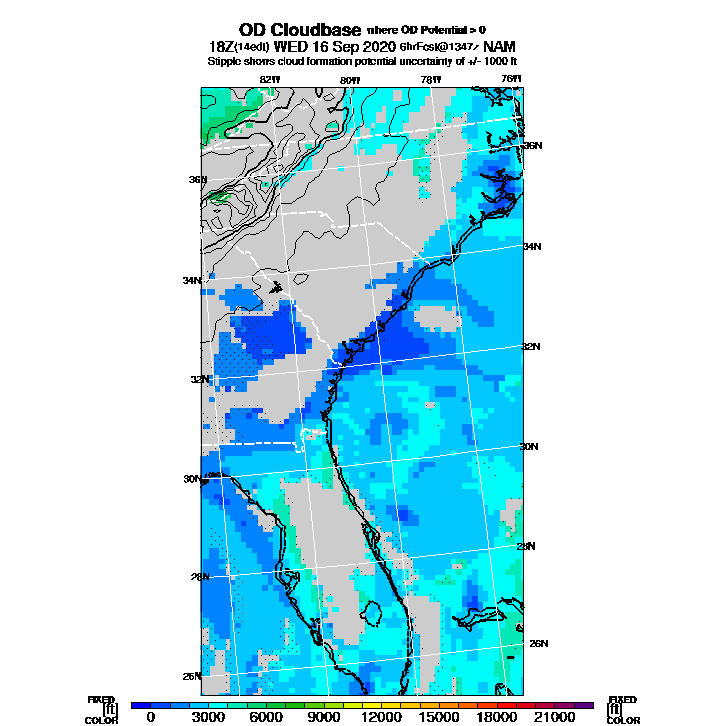 OD Cloudbase where OD Potential > 0
18Z(14edt) WED 16 Sep 2020 6hrFcst@1347z NAM
Stipple shows cloud formation potential uncertainty of +/- 1000 ft
82W 80W 78W 76W
36N 36N
34N 34N
32N 32N
30N 30N
28N 28N
26N 26N
FIXED FIXED
[ft] [ft]
COLOR COLOR
0 3000 6000 9000 12000 15000 18000 21000